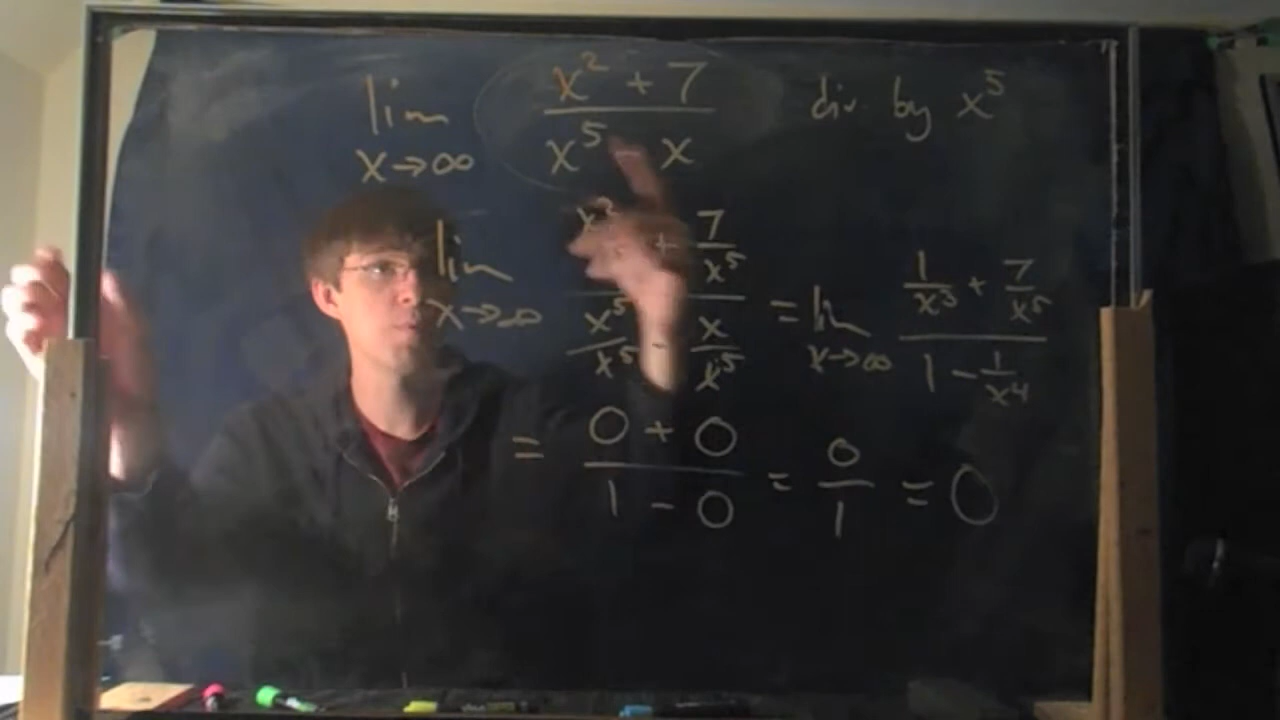 lim x→∞ (x² + 7)/(x⁵ - x) div. by x⁵
lim x→∞ (x² + 7/x⁵)/(x⁵/x⁵ - x/x⁵) = lim x→∞ (1/x³ + 7/x⁵)/(1 - 1/x⁴)
= (0 + 0)/(1 - 0) = 0/1 = 0